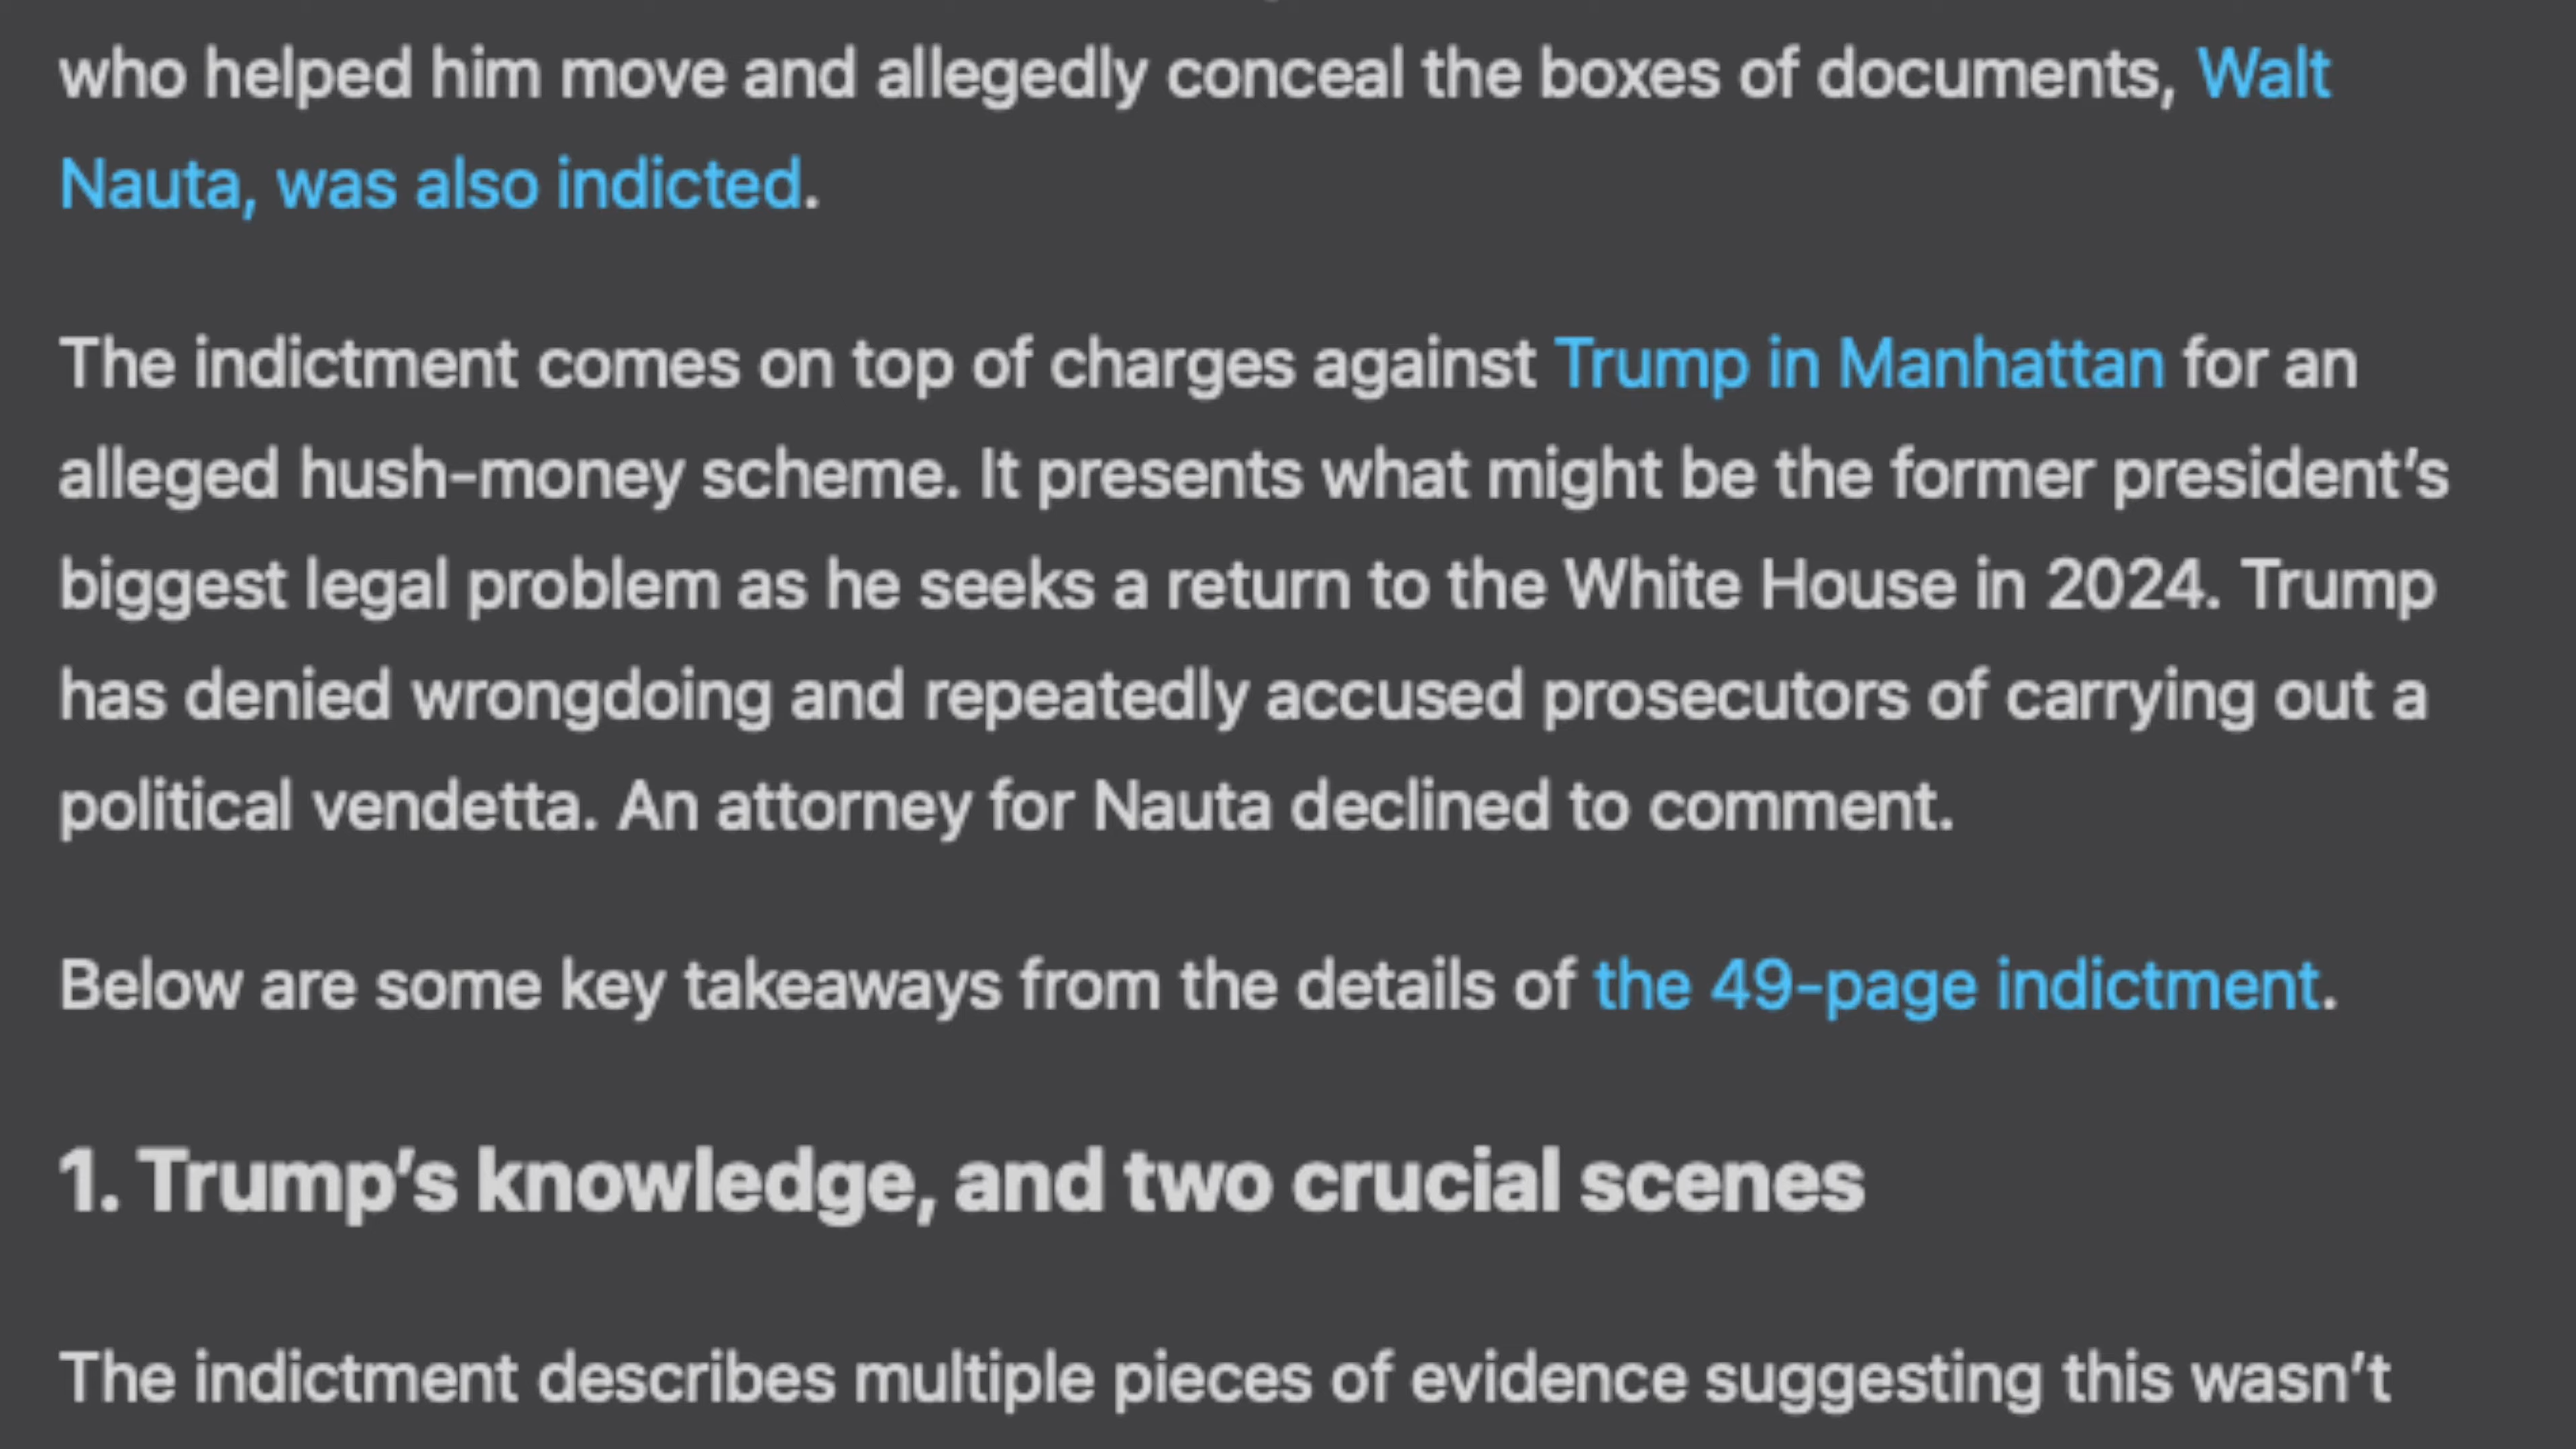 who helped him move and allegedly conceal the boxes of documents, Walt
Nauta, was also indicted.
The indictment comes on top of charges against Trump in Manhattan for an
alleged hush-money scheme. It presents what might be the former president’s
biggest legal problem as he seeks a return to the White House in 2024. Trump
has denied wrongdoing and repeatedly accused prosecutors of carrying out a
political vendetta. An attorney for Nauta declined to comment.
Below are some key takeaways from the details of the 49-page indictment.
1. Trump’s knowledge, and two crucial scenes
The indictment describes multiple pieces of evidence suggesting this wasn’t